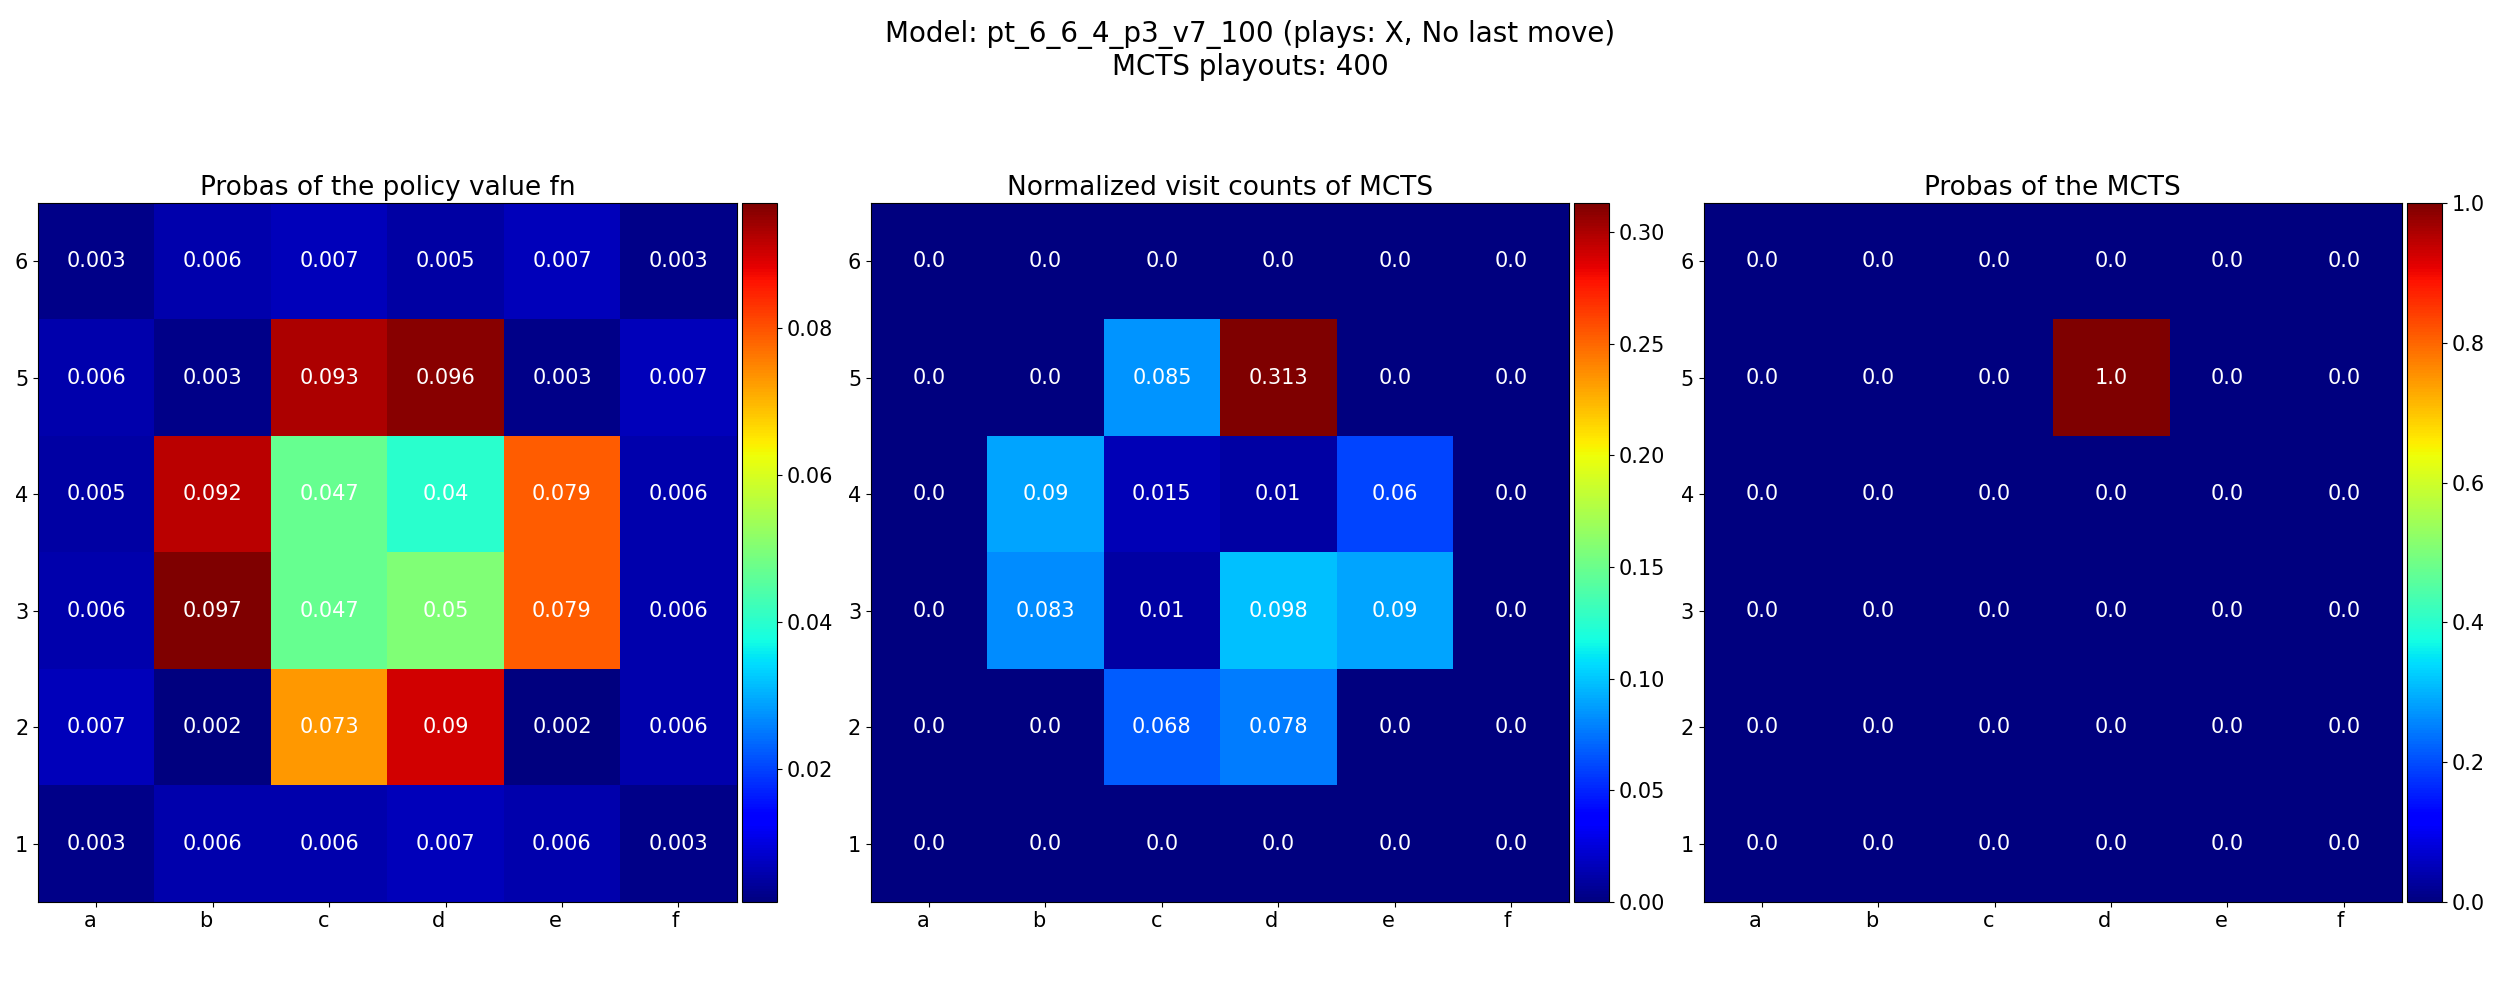 Model: pt_6_6_4_p3_v7_100 (plays: X, No last move)
MCTS playouts: 400
Probas of the policy value fn
6 0.003 0.006 0.007 0.005 0.007 0.003
5 0.006 0.003 0.093 0.096 0.003 0.007
4 0.005 0.092 0.047 0.04 0.079 0.006
3 0.006 0.097 0.047 0.05 0.079 0.006
2 0.007 0.002 0.073 0.09 0.002 0.006
1 0.003 0.006 0.006 0.007 0.006 0.003
a b c d e f
0.08
0.06
0.04
0.02
Normalized visit counts of MCTS
6 0.0 0.0 0.0 0.0 0.0 0.0
5 0.0 0.0 0.085 0.313 0.0 0.0
4 0.0 0.09 0.015 0.01 0.06 0.0
3 0.0 0.083 0.01 0.098 0.09 0.0
2 0.0 0.0 0.068 0.078 0.0 0.0
1 0.0 0.0 0.0 0.0 0.0 0.0
a b c d e f
0.30
0.25
0.20
0.15
0.10
0.05
0.00
Probas of the MCTS
6 0.0 0.0 0.0 0.0 0.0 0.0
5 0.0 0.0 0.0 1.0 0.0 0.0
4 0.0 0.0 0.0 0.0 0.0 0.0
3 0.0 0.0 0.0 0.0 0.0 0.0
2 0.0 0.0 0.0 0.0 0.0 0.0
1 0.0 0.0 0.0 0.0 0.0 0.0
a b c d e f
1.0
0.8
0.6
0.4
0.2
0.0